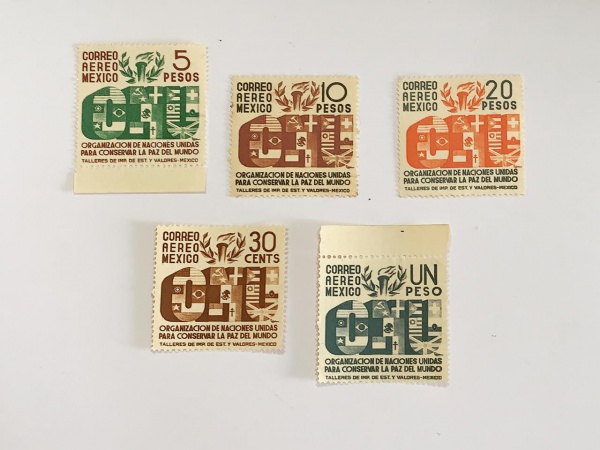 CORREO
AEREO
MEXICO
5
PESOS
ORGANIZACION DE NACIONES UNIDAS
PARA CONSERVAR LA PAZ DEL MUNDO
TALLERES DE IMP. DE EST. Y VALORES-MEXICO
CORREO
AEREO
MEXICO
10
PESOS
ORGANIZACION DE NACIONES UNIDAS
PARA CONSERVAR LA PAZ DEL MUNDO
TALLERES DE IMP. DE EST. Y VALORES-MEXICO
CORREO
AEREO
MEXICO
20
PESOS
ORGANIZACION DE NACIONES UNIDAS
PARA CONSERVAR LA PAZ DEL MUNDO
TALLERES DE IMP. DE EST. Y VALORES-MEXICO
CORREO
AEREO
MEXICO
30
CENTS
ORGANIZACION DE NACIONES UNIDAS
PARA CONSERVAR LA PAZ DEL MUNDO
TALLERES DE IMP. DE EST. Y VALORES-MEXICO
CORREO
AEREO
MEXICO
UN
PESO
ORGANIZACION DE NACIONES UNIDAS
PARA CONSERVAR LA PAZ DEL MUNDO
TALLERES DE IMP. DE EST. Y VALORES-MEXICO